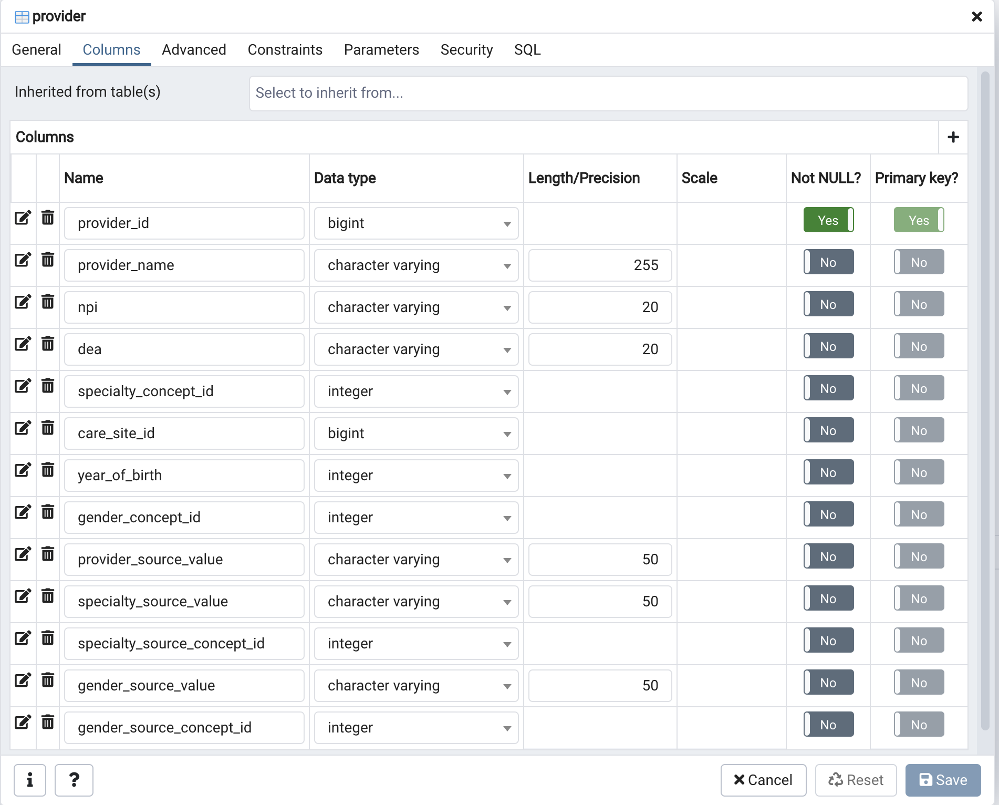 provider
General Columns Advanced Constraints Parameters Security SQL
Inherited from table(s) Select to inherit from...
Columns
Name Data type Length/Precision Scale Not NULL? Primary key?
provider_id bigint Yes Yes
provider_name character varying 255 No No
npi character varying 20 No No
dea character varying 20 No No
specialty_concept_id integer No No
care_site_id bigint No No
year_of_birth integer No No
gender_concept_id integer No No
provider_source_value character varying 50 No No
specialty_source_value character varying 50 No No
specialty_source_concept_id integer No No
gender_source_value character varying 50 No No
gender_source_concept_id integer No No
Cancel Reset Save